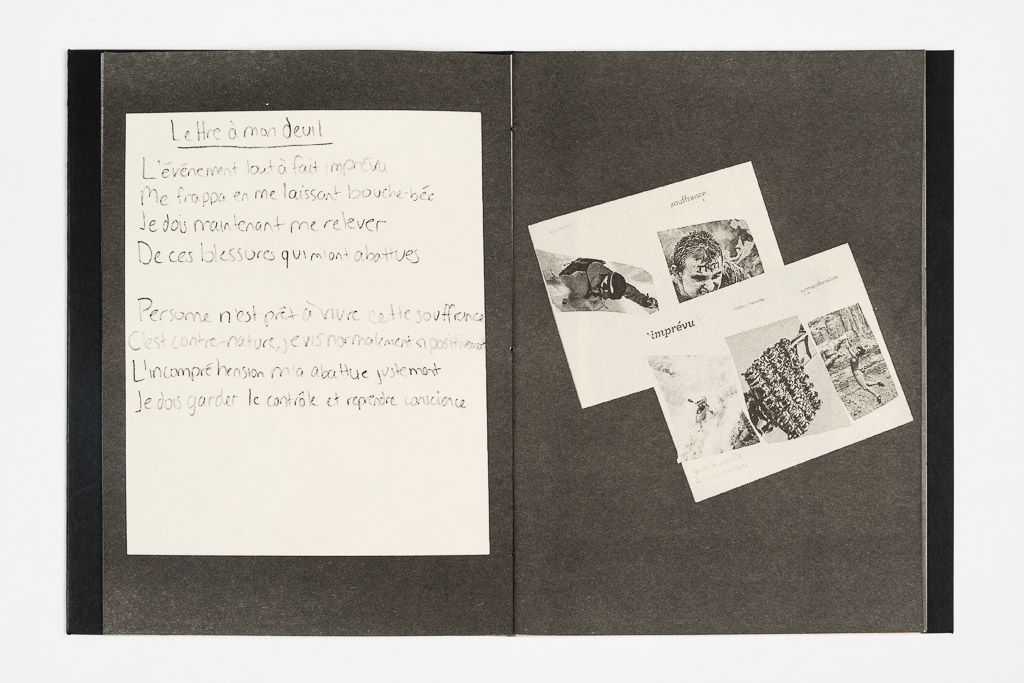 Lettre à mon deuil
L'événement tout à fait imprévu
Me frappa en me laissant bouche-bée
Je dois maintenant me relever
De ces blessures qui m'ont abattues
Personne n'est prêt à vivre cette souffrance
C'est contre-nature, je vis normalement positivement
L'incompréhension m'a abattue justement
Je dois garder le contrôle et reprendre conscience
souffrance
imprévu